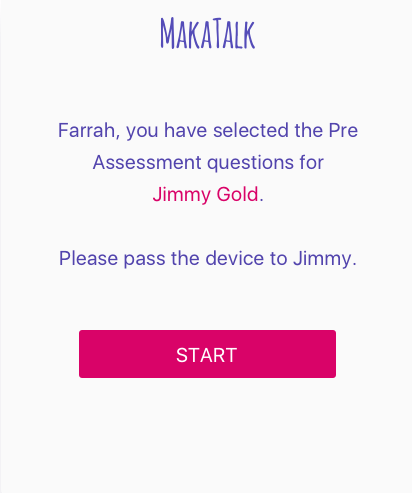 MAKATALK
Farrah, you have selected the Pre
Assessment questions for
Jimmy Gold.
Please pass the device to Jimmy.
START